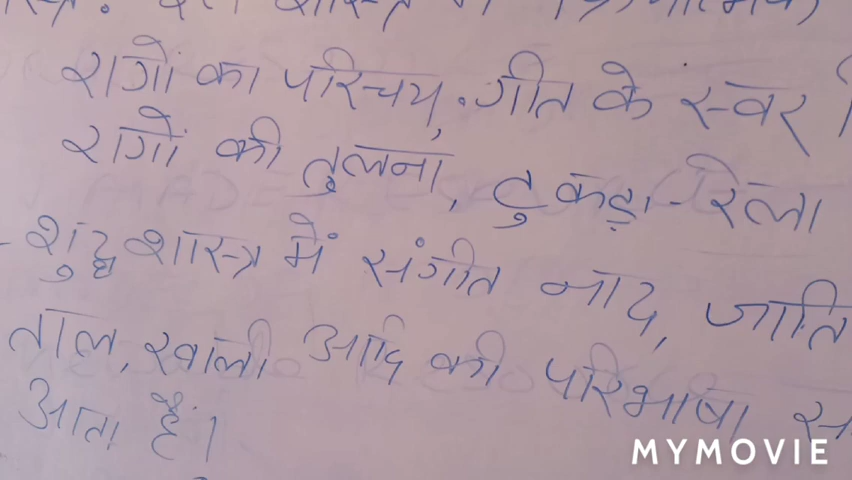 रागों का परिचय, गीत के स्वर
रागों की तुलना, टुकड़ा - रेला
- शुद्ध शास्त्र में संगीत नाद, जाति
ताल, खाली आदि की परिभाषा
आता है।
MYMOVIE